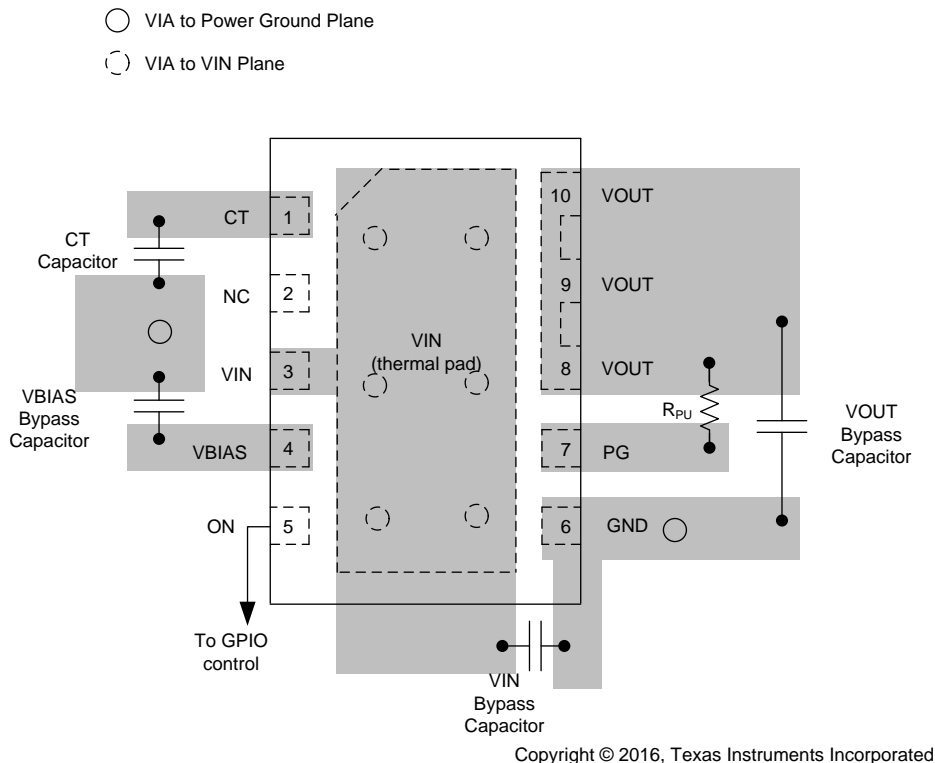 VIA to Power Ground Plane
VIA to VIN Plane
CT
1
10
VOUT
CT
Capacitor
NC
2
9
VOUT
VIN
(thermal pad)
VIN
3
8
VOUT
VBIAS
Bypass
Capacitor
RPU
VOUT
Bypass
Capacitor
VBIAS
4
7
PG
ON
5
6
GND
To GPIO
control
VIN
Bypass
Capacitor
Copyright © 2016, Texas Instruments Incorporated